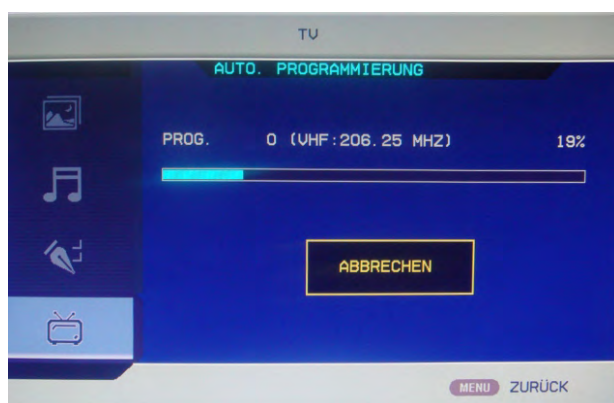 TV
AUTO. PROGRAMMIERUNG
PROG. 0 (VHF:206.25 MHZ) 19%
ABBRECHEN
MENU ZURÜCK